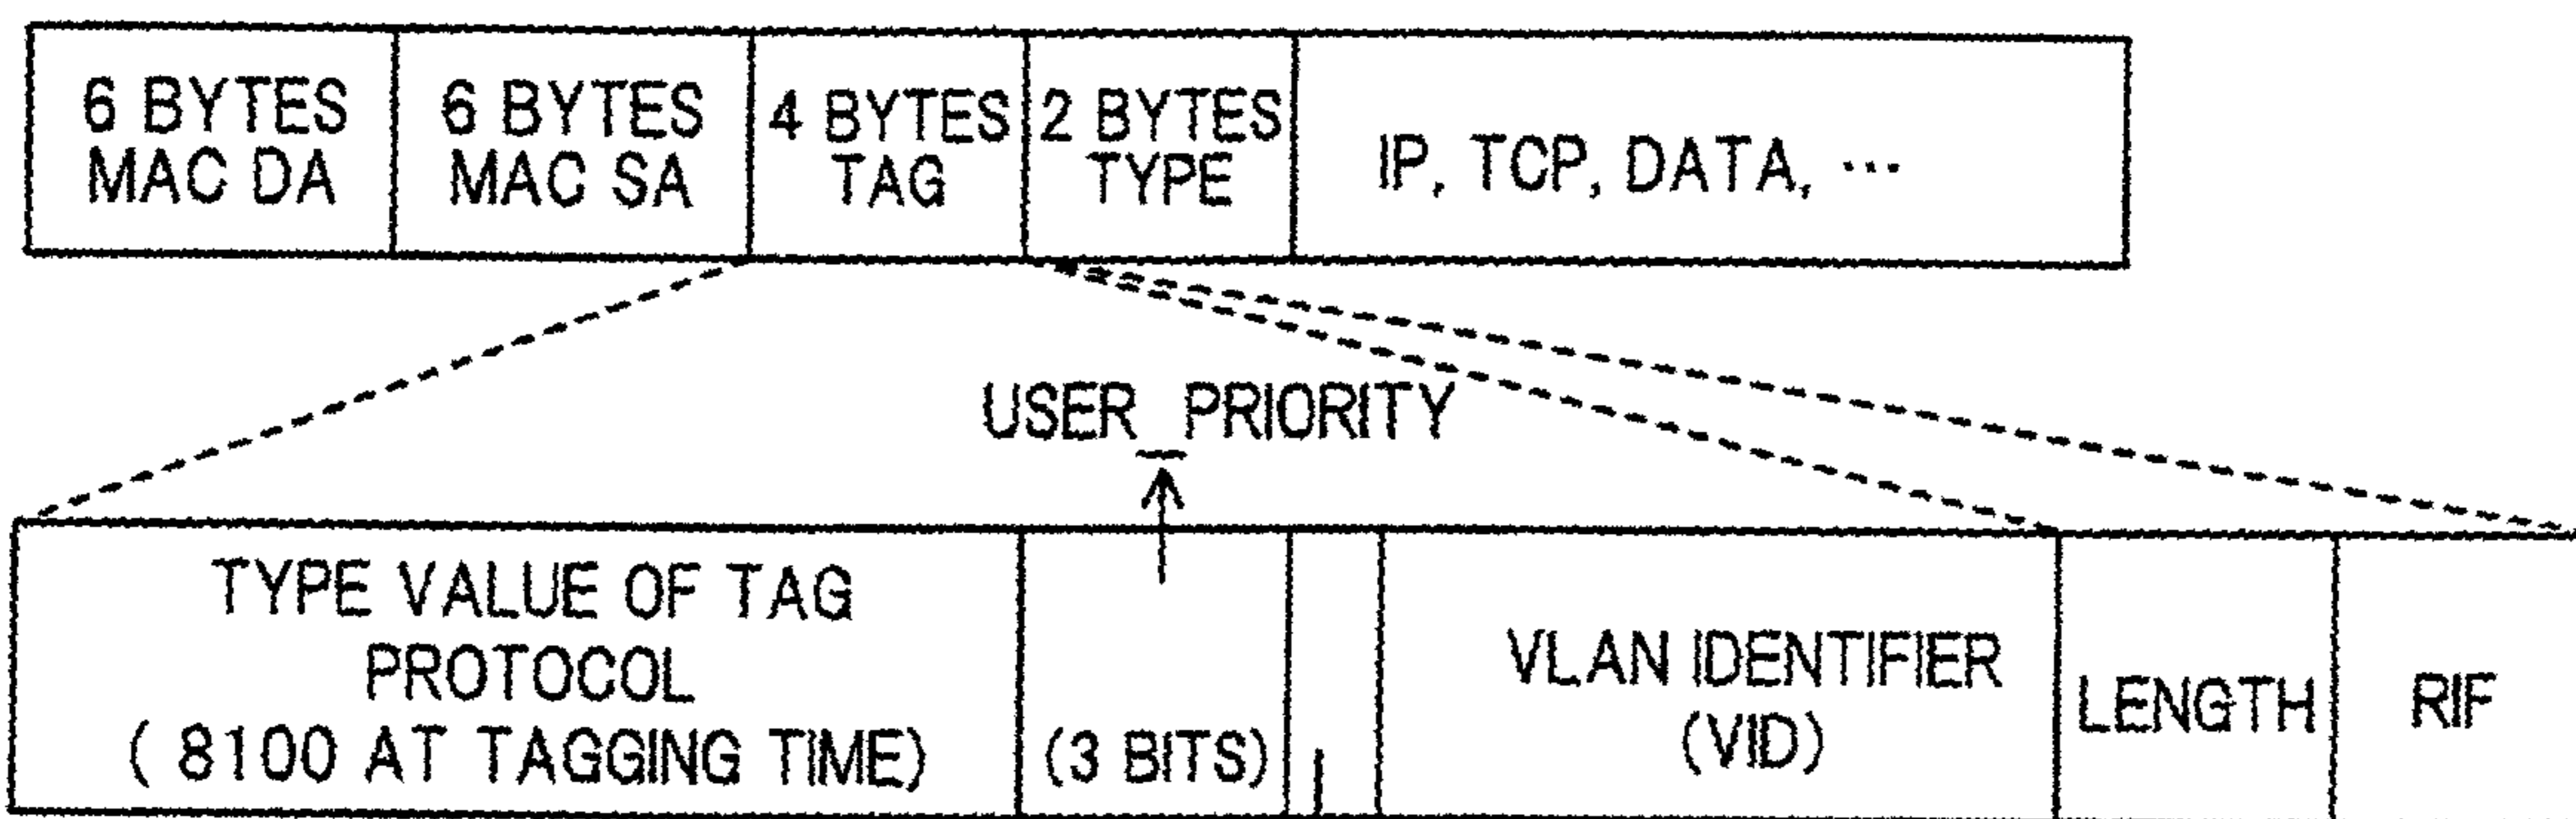 6 BYTES
MAC DA
6 BYTES
MAC SA
4 BYTES
TAG
2 BYTES
TYPE
IP, TCP, DATA, ···
USER_PRIORITY
TYPE VALUE OF TAG
PROTOCOL
( 8100 AT TAGGING TIME)
(3 BITS)
VLAN IDENTIFIER
(VID)
LENGTH
RIF